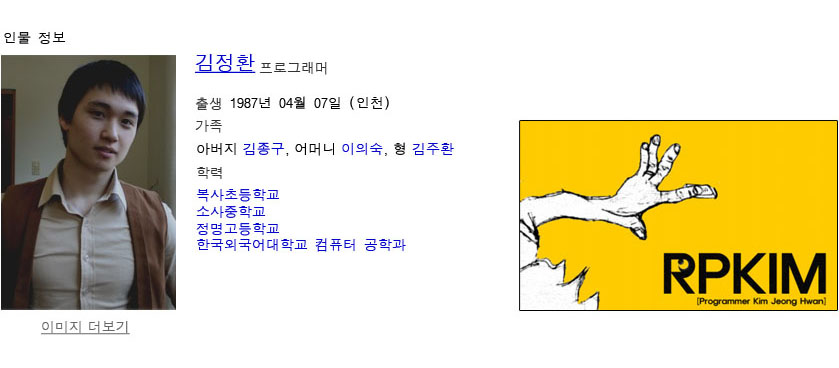 인물 정보
김정환 프로그래머
출생 1987년 04월 07일 (인천)
가족
아버지 김종구, 어머니 이의숙, 형 김주환
학력
복사초등학교
소사중학교
정명고등학교
한국외국어대학교 컴퓨터 공학과
이미지 더보기
RPKIM
[Programmer Kim Jeong Hwan]